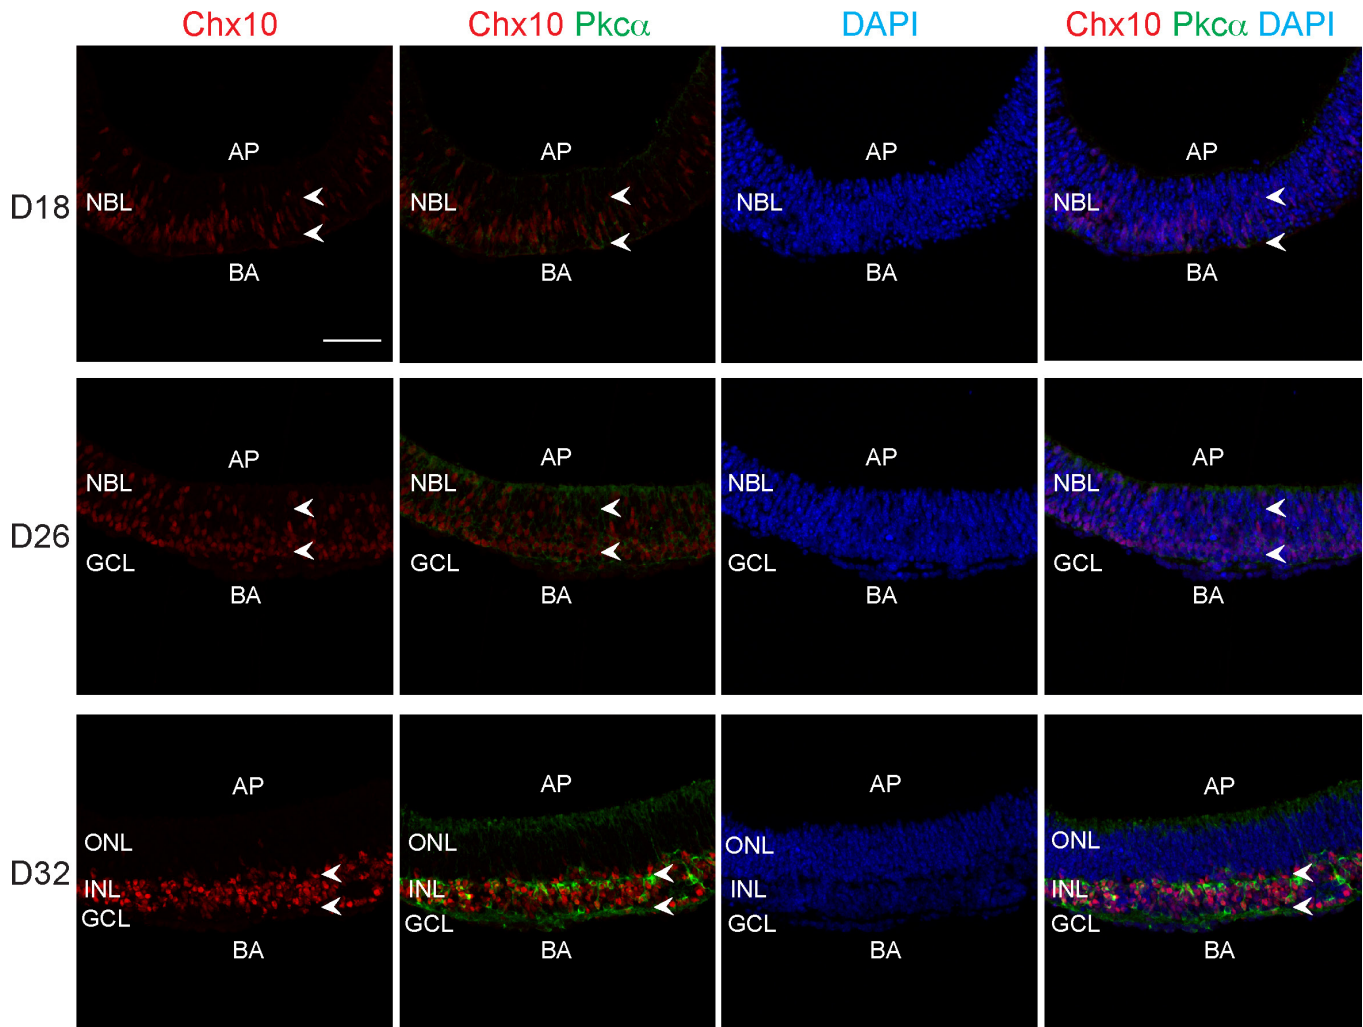 Chx10 Chx10 Pkcα DAPI Chx10 Pkcα DAPI
D18
AP AP AP AP
NBL NBL NBL NBL
BA BA BA BA
D26
AP AP AP AP
NBL NBL NBL NBL
GCL GCL GCL GCL
BA BA BA BA
D32
AP AP AP AP
ONL ONL ONL ONL
INL INL INL INL
GCL GCL GCL GCL
BA BA BA BA